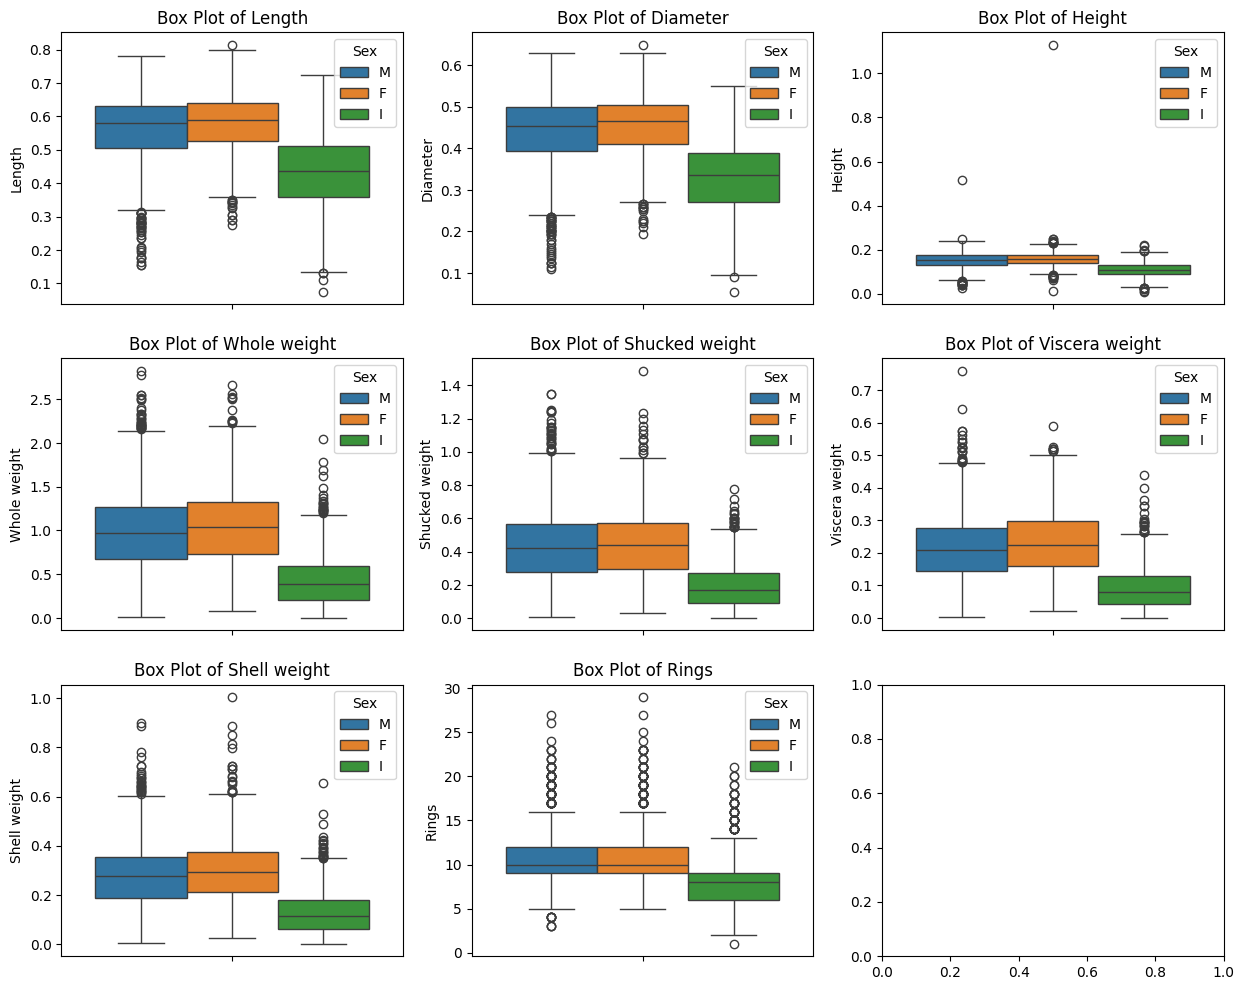 Box Plot of Length
Length
0.8
0.7
0.6
0.5
0.4
0.3
0.2
0.1
Sex
M
F
I
Box Plot of Diameter
Diameter
0.6
0.5
0.4
0.3
0.2
0.1
Sex
M
F
I
Box Plot of Height
Height
1.0
0.8
0.6
0.4
0.2
0.0
Sex
M
F
I
Box Plot of Whole weight
Whole weight
2.5
2.0
1.5
1.0
0.5
0.0
Sex
M
F
I
Box Plot of Shucked weight
Shucked weight
1.4
1.2
1.0
0.8
0.6
0.4
0.2
0.0
Sex
M
F
I
Box Plot of Viscera weight
Viscera weight
0.7
0.6
0.5
0.4
0.3
0.2
0.1
0.0
Sex
M
F
I
Box Plot of Shell weight
Shell weight
1.0
0.8
0.6
0.4
0.2
0.0
Sex
M
F
I
Box Plot of Rings
Rings
30
25
20
15
10
5
0
Sex
M
F
I
1.0
0.8
0.6
0.4
0.2
0.0
0.0 0.2 0.4 0.6 0.8 1.0